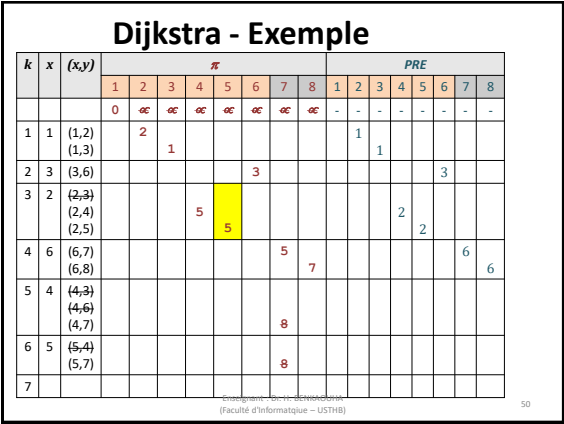 Dijkstra - Exemple
k x (x,y) π PRE
1 2 3 4 5 6 7 8 1 2 3 4 5 6 7 8
0 ∝ ∝ ∝ ∝ ∝ ∝ ∝ - - - - - - - -
1 1 (1,2) 2 1
(1,3) 1 1
2 3 (3,6) 3 3
3 2 (2,3)
(2,4) 5 2
(2,5) 5 2
4 6 (6,7) 5 6
(6,8) 7 6
5 4 (4,3)
(4,6)
(4,7) 8
6 5 (5,4)
(5,7) 8
7
Enseignant : Dr. H. BENKAOUHA
(Faculté d'Informatqiue – USTHB)
50